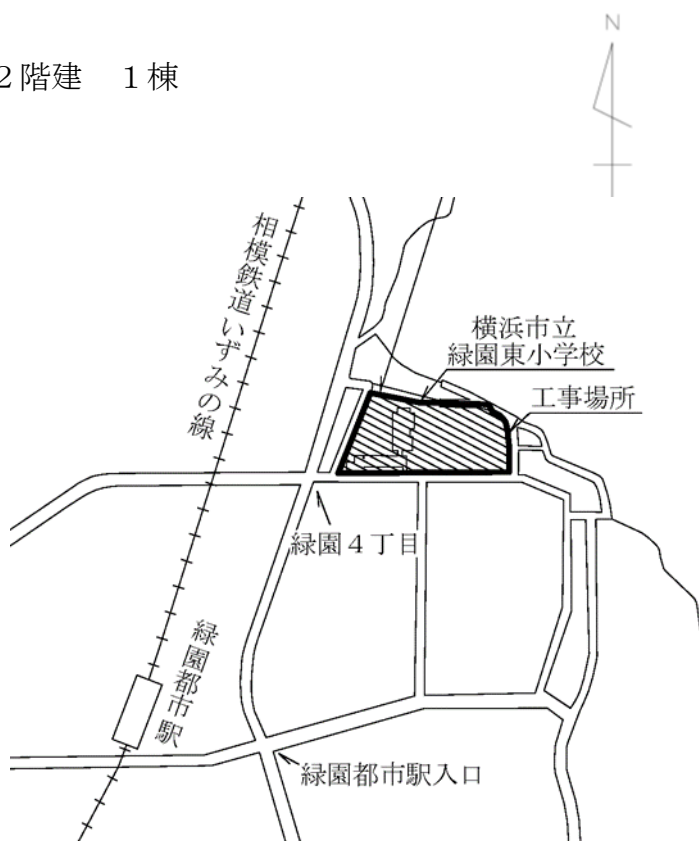 N
２階建　１棟
相模鉄道いずみの線
横浜市立
緑園東小学校
工事場所
緑園４丁目
緑園都市駅
緑園都市駅入口